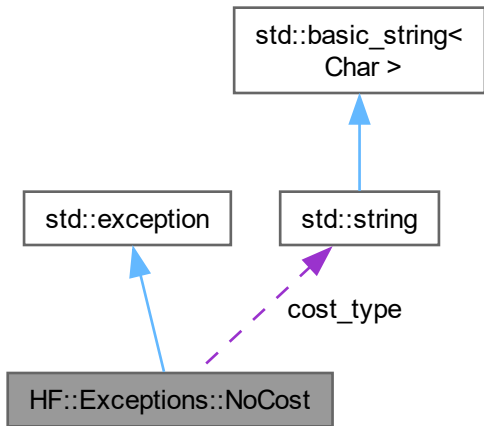 std::basic_string<
Char >
std::exception
std::string
cost_type
HF::Exceptions::NoCost